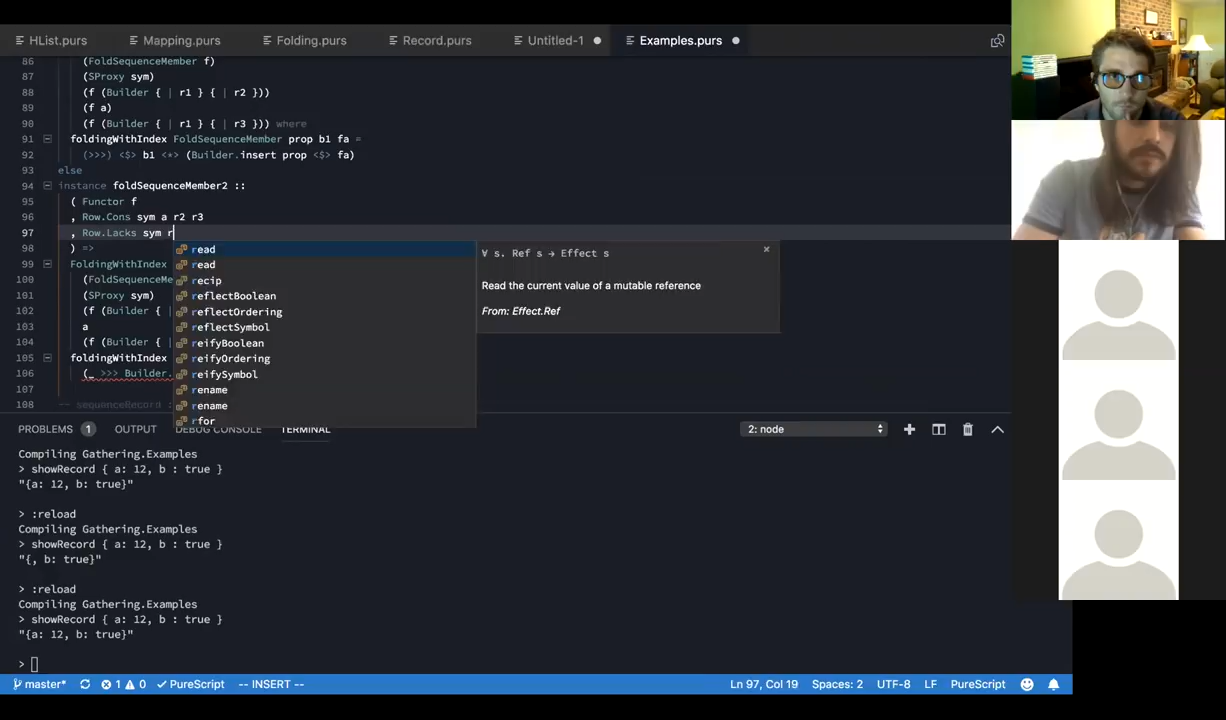 HList.purs Mapping.purs Folding.purs Record.purs Untitled-1 Examples.purs
86 (FoldSequenceMember f)
87 (SProxy sym)
88 (f (Builder { | r1 } { | r2 }))
89 (f a)
90 (f (Builder { | r1 } { | r3 })) where
91 foldingWithIndex FoldSequenceMember prop b1 fa =
92 (>>>) <$> b1 <*> (Builder.insert prop <$> fa)
93 else
94 instance foldSequenceMember2 ::
95 ( Functor f
96 , Row.Cons sym a r2 r3
97 , Row.Lacks sym r
98 ) =>
99 FoldingWithIndex
100 (FoldSequenceMe
101 (SProxy sym)
102 (f (Builder { |
103 a
104 (f (Builder { |
105 foldingWithIndex
106 (_ >>> Builder.
107
108 -- sequenceRecord :
read
read
recip
reflectBoolean
reflectOrdering
reflectSymbol
reifyBoolean
reifyOrdering
reifySymbol
rename
rename
rfor
∀ s. Ref s → Effect s
Read the current value of a mutable reference
From: Effect.Ref
PROBLEMS 1 OUTPUT DEBUG CONSOLE TERMINAL 2: node
Compiling Gathering.Examples
> showRecord { a: 12, b : true }
"{a: 12, b: true}"
> :reload
Compiling Gathering.Examples
> showRecord { a: 12, b : true }
"{, b: true}"
> :reload
Compiling Gathering.Examples
> showRecord { a: 12, b : true }
"{a: 12, b: true}"
>
master* 1 0 PureScript -- INSERT -- Ln 97, Col 19 Spaces: 2 UTF-8 LF PureScript